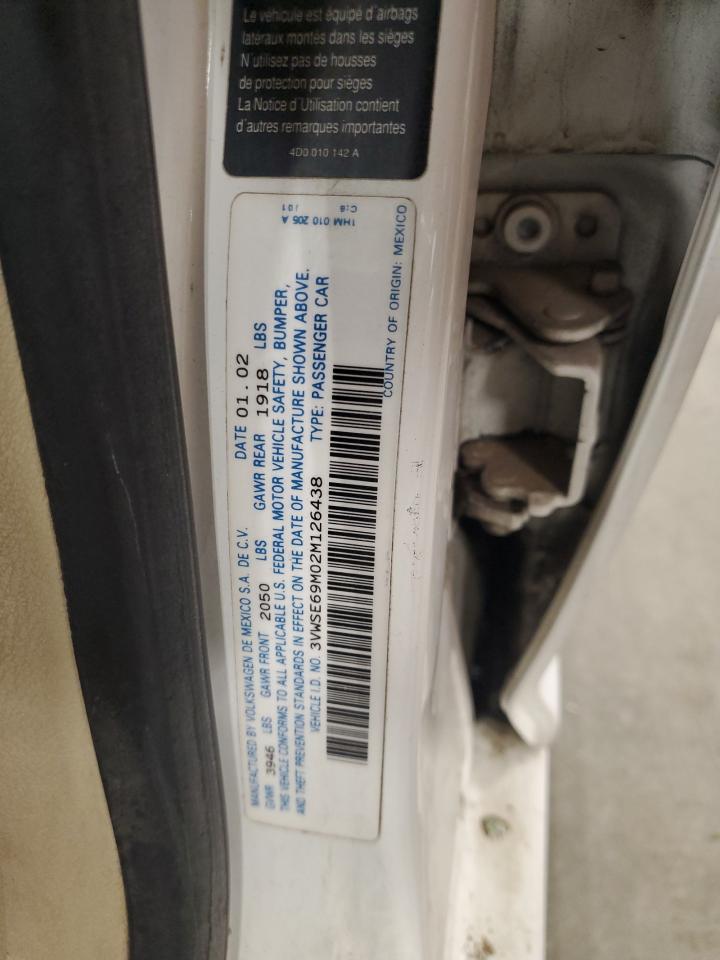 Le véhicule est équipé d'airbags
latéraux montés dans les sièges
N'utilisez pas de housses
de protection pour sièges
La Notice d'Utilisation contient
d'autres remarques importantes
4D0 010 142 A
MANUFACTURED BY VOLKSWAGEN DE MEXICO S.A. DE C.V. DATE 01.02
GVWR 3946 LBS GAWR FRONT 2050 LBS GAWR REAR 1918 LBS
THIS VEHICLE CONFORMS TO ALL APPLICABLE U.S. FEDERAL MOTOR VEHICLE SAFETY, BUMPER,
AND THEFT PREVENTION STANDARDS IN EFFECT ON THE DATE OF MANUFACTURE SHOWN ABOVE.
VEHICLE I.D. NO. 3VWSE69M02M126438 TYPE: PASSENGER CAR
COUNTRY OF ORIGIN: MEXICO
1HM 010 205 A